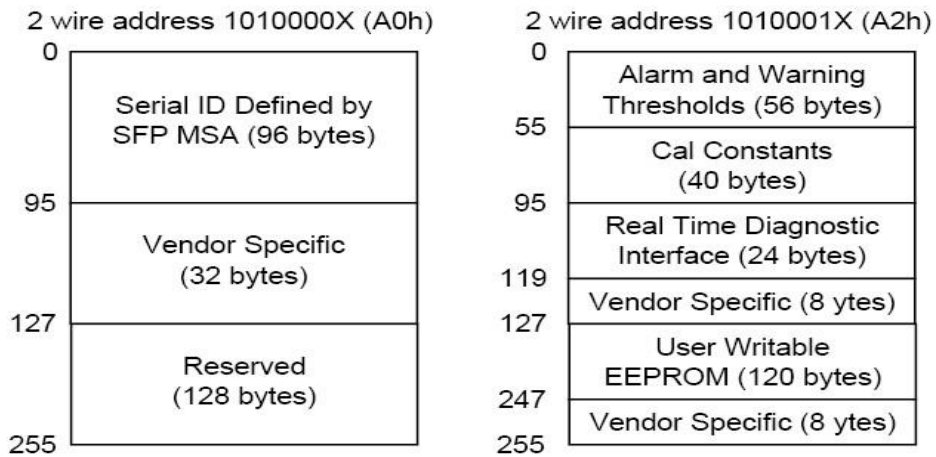 2 wire address 1010000X (A0h)
0
Serial ID Defined by
SFP MSA (96 bytes)
95
Vendor Specific
(32 bytes)
127
Reserved
(128 bytes)
255
2 wire address 1010001X (A2h)
0
Alarm and Warning
Thresholds (56 bytes)
55
Cal Constants
(40 bytes)
95
Real Time Diagnostic
Interface (24 bytes)
119
Vendor Specific (8 ytes)
127
User Writable
EEPROM (120 bytes)
247
Vendor Specific (8 ytes)
255